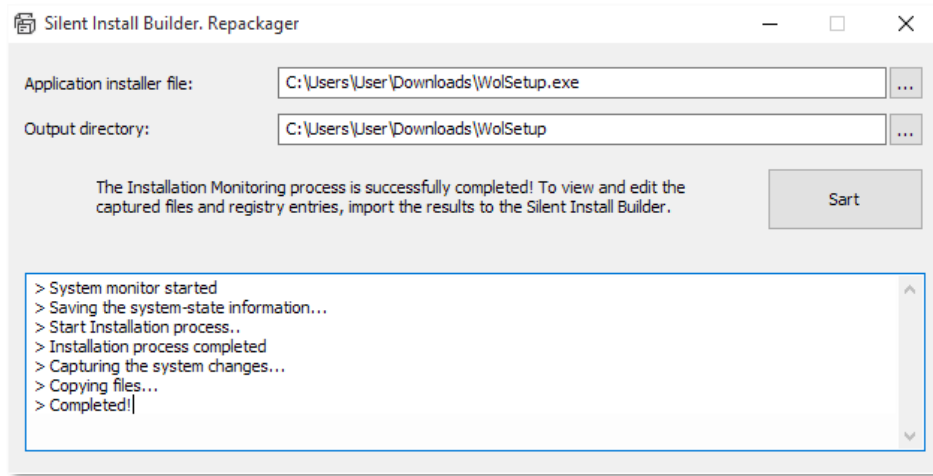 Silent Install Builder. Repackager
Application installer file:
C:\Users\User\Downloads\WolSetup.exe
...
Output directory:
C:\Users\User\Downloads\WolSetup
...
The Installation Monitoring process is successfully completed! To view and edit the
captured files and registry entries, import the results to the Silent Install Builder.
Sart
> System monitor started
> Saving the system-state information...
> Start Installation process..
> Installation process completed
> Capturing the system changes...
> Copying files...
> Completed!